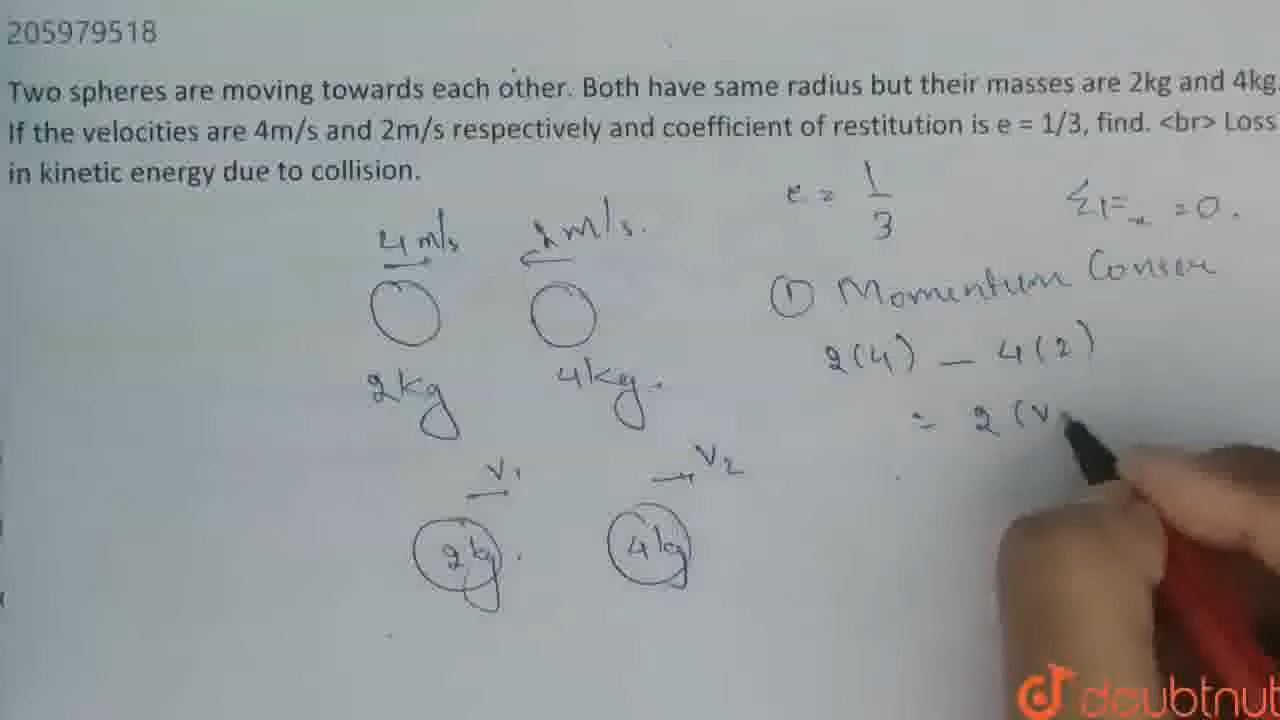 205979518
Two spheres are moving towards each other. Both have same radius but their masses are 2kg and 4kg.
If the velocities are 4m/s and 2m/s respectively and coefficient of restitution is e = 1/3, find. <br> Loss
in kinetic energy due to collision.
e = 1/3
ΣFx = 0.
4 m/s
2 m/s.
① Momentum Conser
2(4) − 4(2)
2kg
4kg.
= 2(v
v1
v2
2kg.
4kg
doubtnut